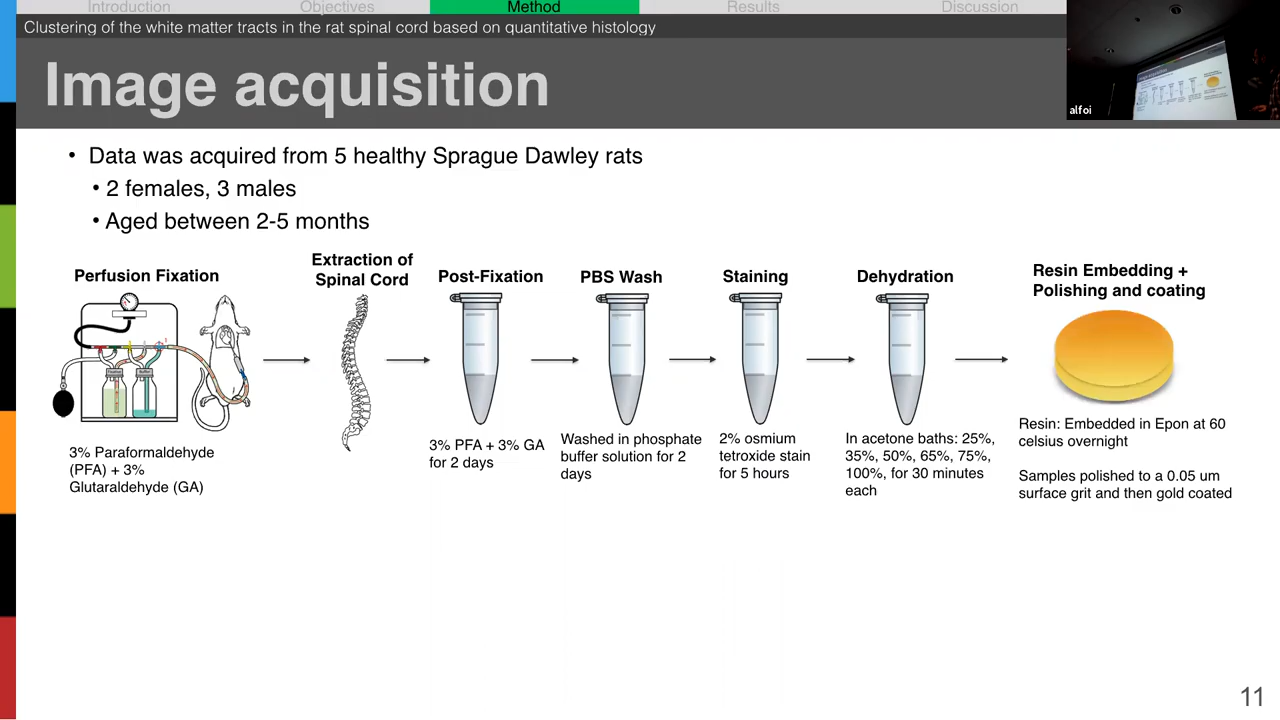 Introduction
Objectives
Method
Results
Discussion
Clustering of the white matter tracts in the rat spinal cord based on quantitative histology
Image acquisition
alfoi
• Data was acquired from 5 healthy Sprague Dawley rats
• 2 females, 3 males
• Aged between 2-5 months
Perfusion Fixation
3% Paraformaldehyde
(PFA) + 3%
Glutaraldehyde (GA)
Extraction of
Spinal Cord
Post-Fixation
3% PFA + 3% GA
for 2 days
PBS Wash
Washed in phosphate
buffer solution for 2
days
Staining
2% osmium
tetroxide stain
for 5 hours
Dehydration
In acetone baths: 25%,
35%, 50%, 65%, 75%,
100%, for 30 minutes
each
Resin Embedding +
Polishing and coating
Resin: Embedded in Epon at 60
celsius overnight
Samples polished to a 0.05 um
surface grit and then gold coated
11